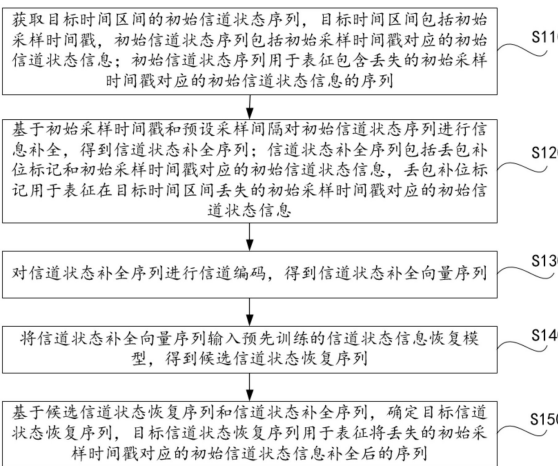 获取目标时间区间的初始信道状态序列，目标时间区间包括初始
采样时间戳，初始信道状态序列包括初始采样时间戳对应的初始
信道状态信息；初始信道状态序列用于表征包含丢失的初始采样
时间戳对应的初始信道状态信息的序列
S110
基于初始采样时间戳和预设采样间隔对初始信道状态序列进行信
息补全，得到信道状态补全序列；信道状态补全序列包括丢包补
位标记和初始采样时间戳对应的初始信道状态信息，丢包补位
标记用于表征在目标时间区间丢失的初始采样时间戳对应的初始信
道状态信息
S120
对信道状态补全序列进行信道编码，得到信道状态补全向量序列
S130
将信道状态补全向量序列输入预先训练的信道状态信息恢复模
型，得到候选信道状态恢复序列
S140
基于候选信道状态恢复序列和信道状态补全序列，确定目标信道
状态恢复序列，目标信道状态恢复序列用于表征将丢失的初始采
样时间戳对应的初始信道状态信息补全后的序列
S150